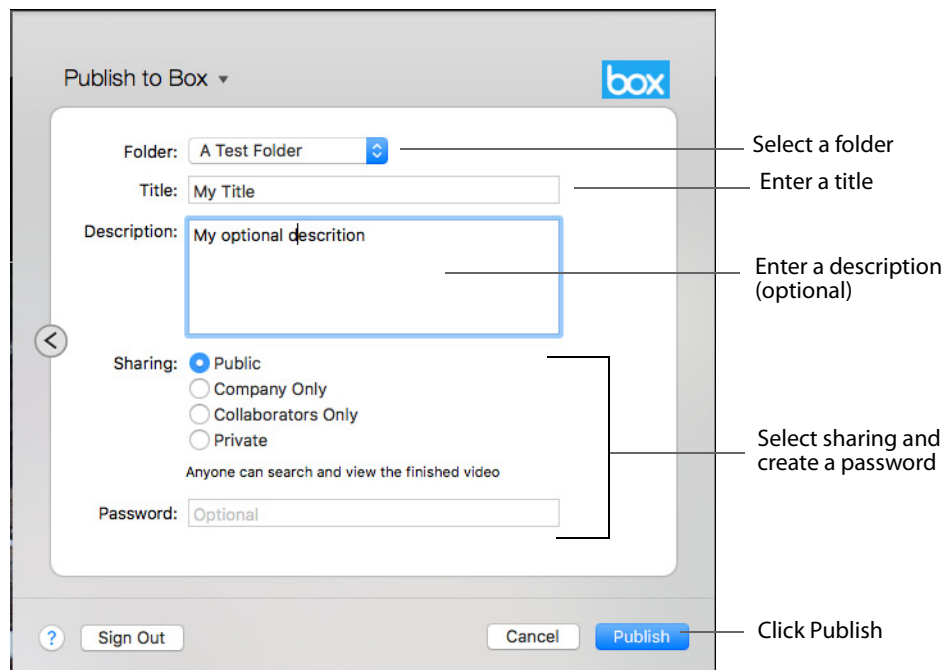 Publish to Box
box
Folder: A Test Folder
Select a folder
Title: My Title
Enter a title
Description: My optional descrition
Enter a description
(optional)
Sharing: Public
Company Only
Collaborators Only
Private
Anyone can search and view the finished video
Select sharing and
create a password
Password: Optional
? Sign Out Cancel Publish
Click Publish